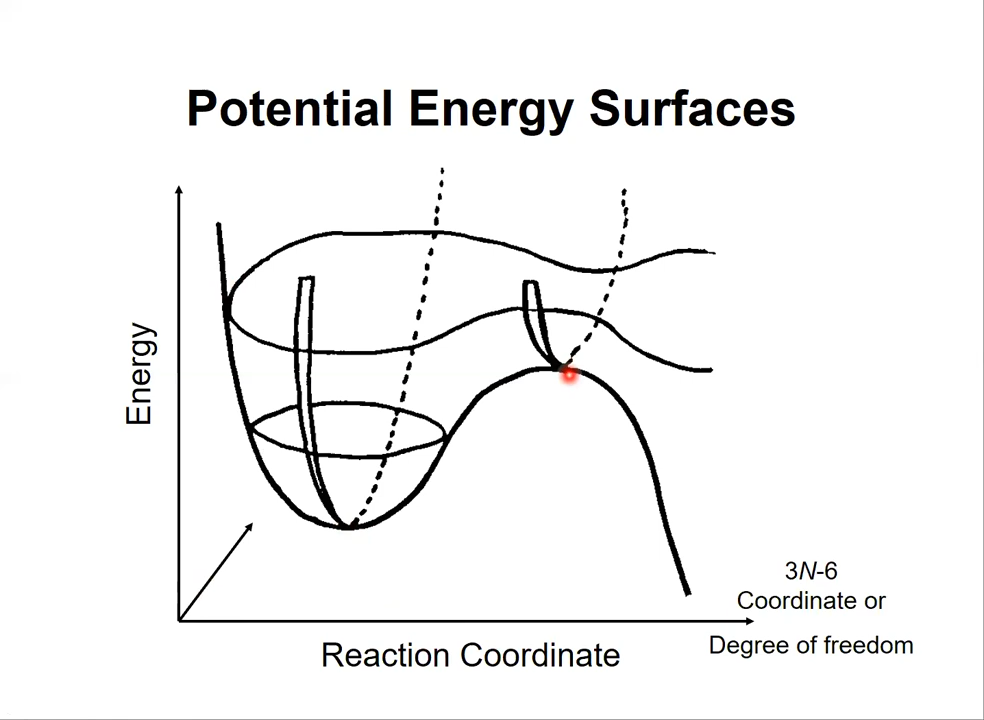 Potential Energy Surfaces
Energy
3N-6
Coordinate or
Degree of freedom
Reaction Coordinate